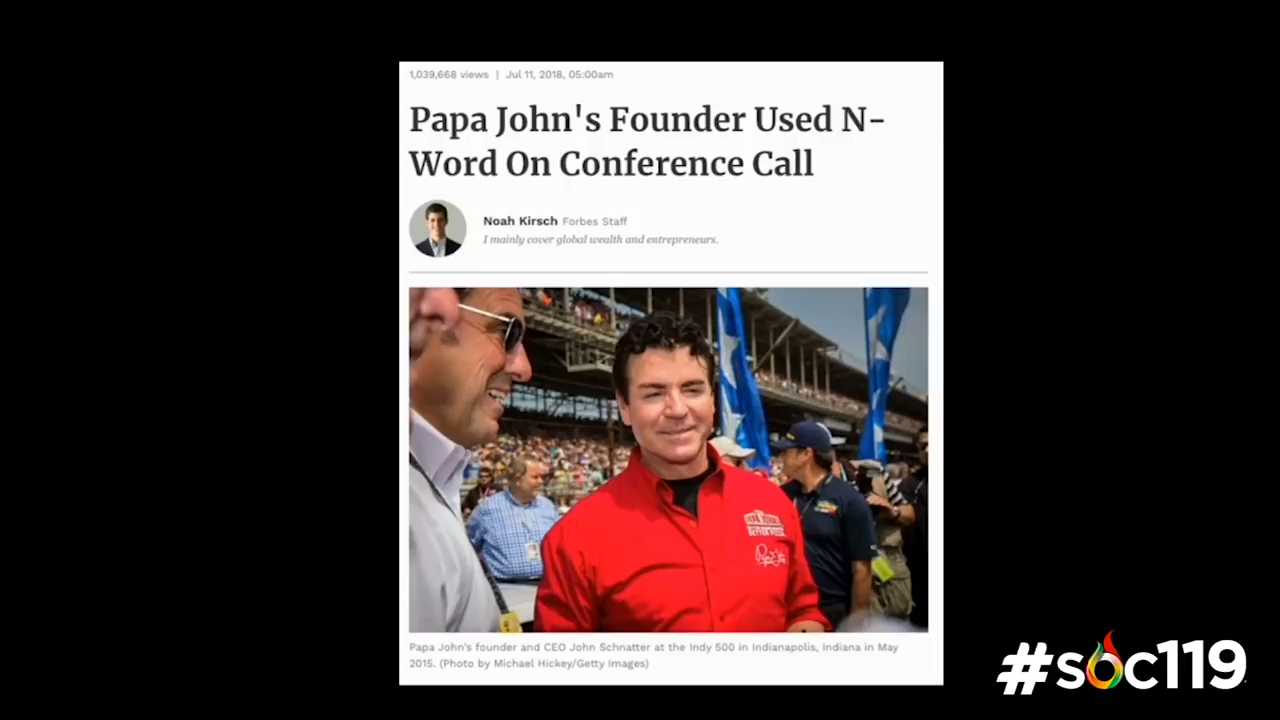 1,039,668 views | Jul 11, 2018, 05:00am
Papa John's Founder Used N-
Word On Conference Call
Noah Kirsch Forbes Staff
I mainly cover global wealth and entrepreneurs.
PAPA JOHN'S
Papa John's founder and CEO John Schnatter at the Indy 500 in Indianapolis, Indiana in May
2015. (Photo by Michael Hickey/Getty Images)
#soc119